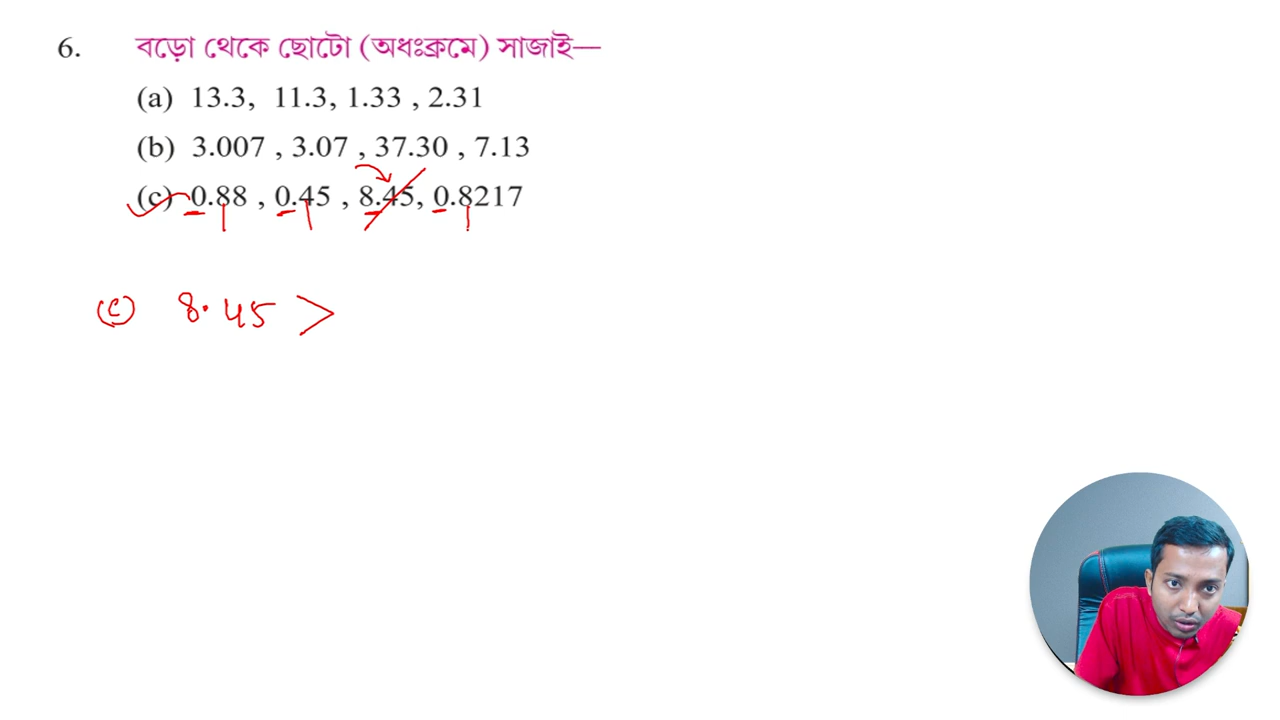 6. বড়ো থেকে ছোটো (অধঃক্রমে) সাজাই—
(a) 13.3, 11.3, 1.33 , 2.31
(b) 3.007 , 3.07 , 37.30 , 7.13
(c) 0.88 , 0.45 , 8.45, 0.8217
(c) 8.45 >